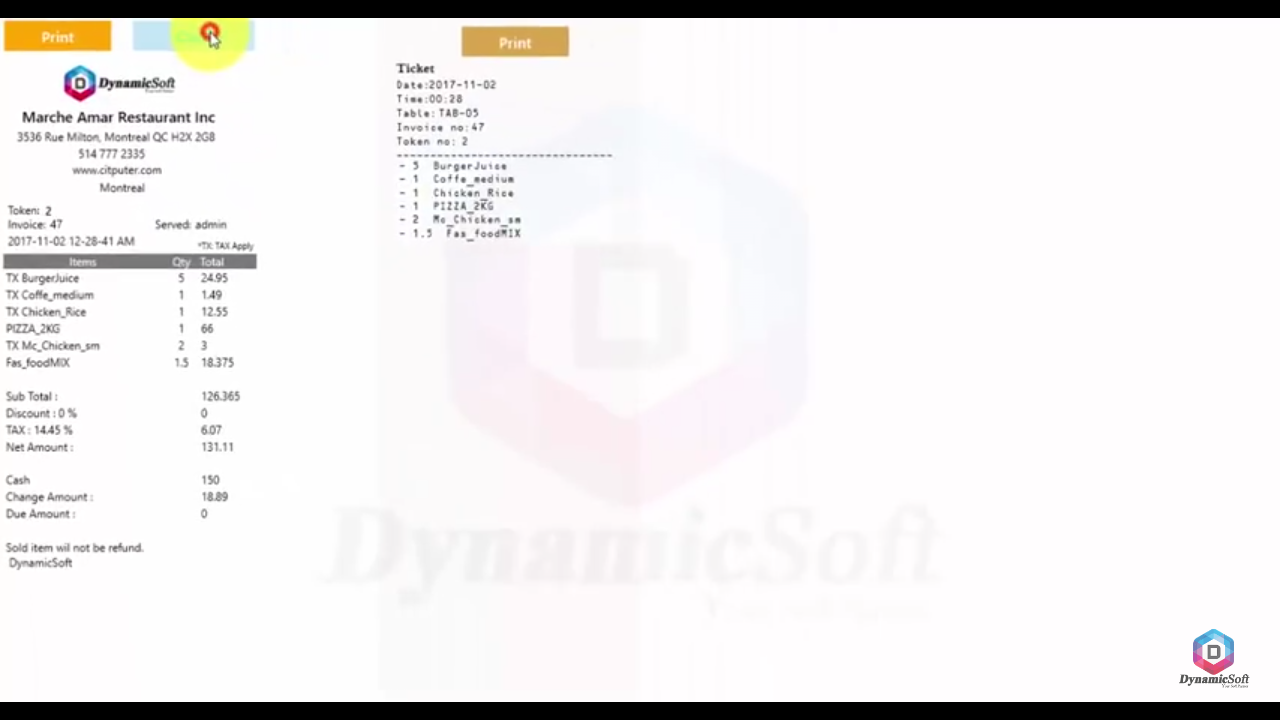 Print
DynamicSoft
Marche Amar Restaurant Inc
3536 Rue Milton, Montreal QC H2X 2G8
514 777 2335
www.citputer.com
Montreal
Token: 2
Invoice: 47 Served: admin
2017-11-02 12-28-41 AM *TX: TAX Apply
Items Qty Total
TX BurgerJuice 5 24.95
TX Coffe_medium 1 1.49
TX Chicken_Rice 1 12.55
PIZZA_2KG 1 66
TX Mc_Chicken_sm 2 3
Fas_foodMIX 1.5 18.375
Sub Total : 126.365
Discount : 0 % 0
TAX : 14.45 % 6.07
Net Amount : 131.11
Cash 150
Change Amount : 18.89
Due Amount : 0
Sold item wil not be refund.
DynamicSoft
Print
Ticket
Date:2017-11-02
Time:00:28
Table: TAB-05
Invoice no:47
Token no: 2
--------------------------------
- 5 BurgerJuice
- 1 Coffe_medium
- 1 Chicken_Rice
- 1 PIZZA_2KG
- 2 Mc_Chicken_sm
- 1.5 Fas_foodMIX
DynamicSoft
DynamicSoft